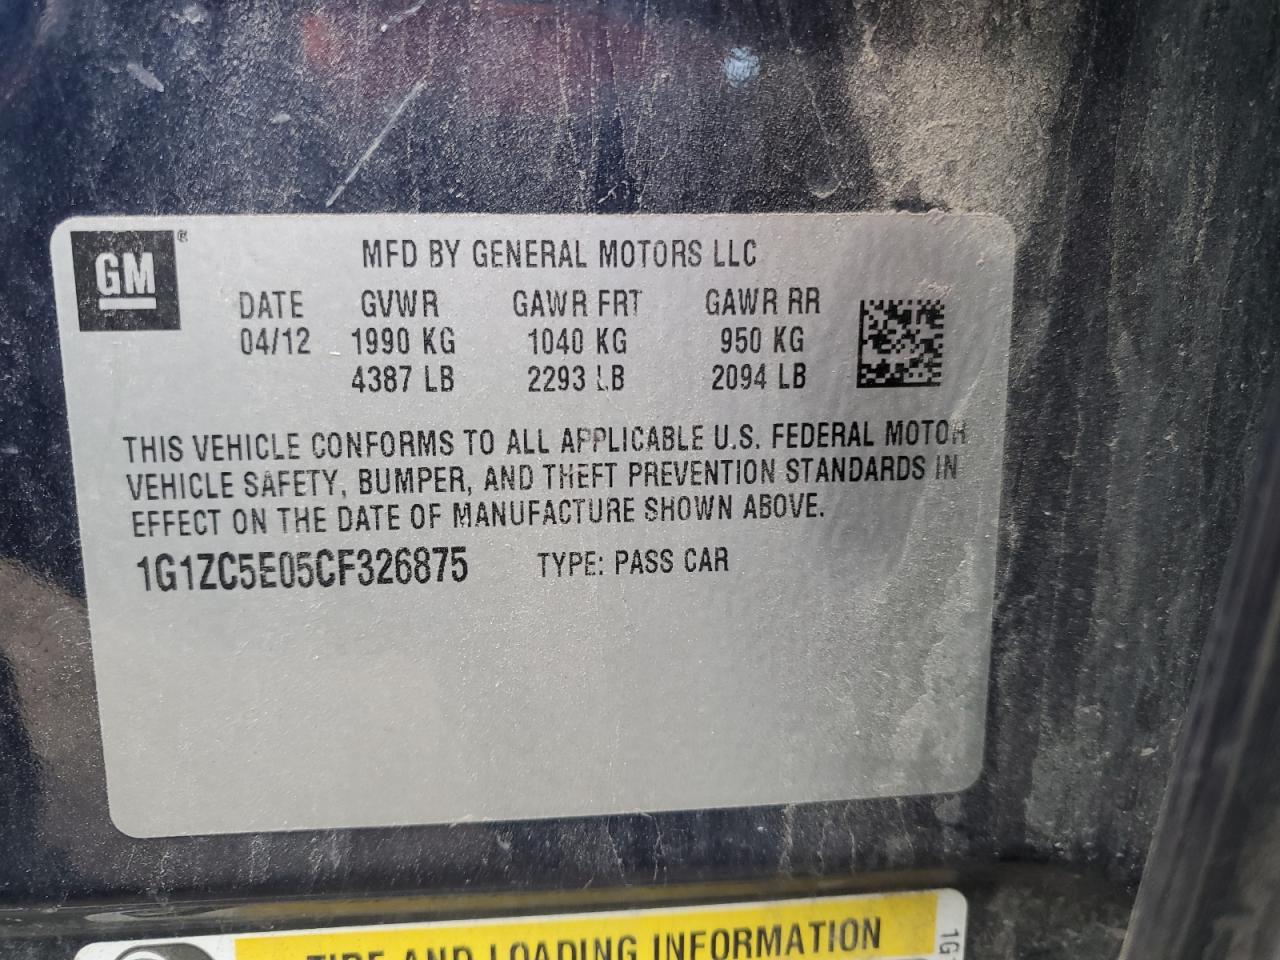 GM®
MFD BY GENERAL MOTORS LLC
DATE GVWR GAWR FRT GAWR RR
04/12 1990 KG 1040 KG 950 KG
4387 LB 2293 LB 2094 LB
THIS VEHICLE CONFORMS TO ALL APPLICABLE U.S. FEDERAL MOTOR
VEHICLE SAFETY, BUMPER, AND THEFT PREVENTION STANDARDS IN
EFFECT ON THE DATE OF MANUFACTURE SHOWN ABOVE.
1G1ZC5E05CF326875 TYPE: PASS CAR
TIRE AND LOADING INFORMATION
1G